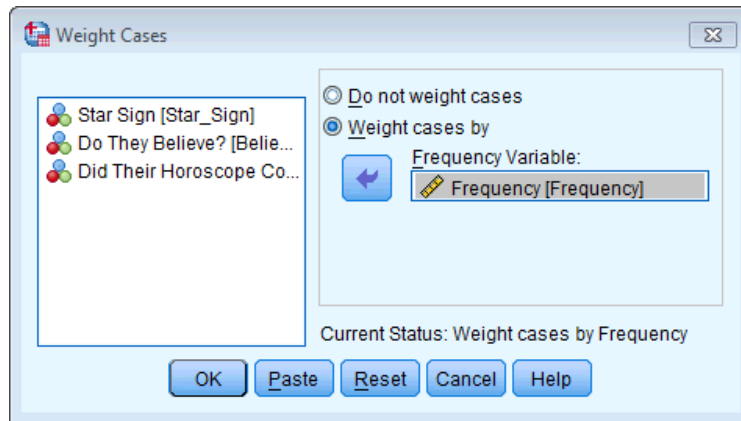 Weight Cases
Star Sign [Star_Sign]
Do They Believe? [Belie...
Did Their Horoscope Co...
Do not weight cases
Weight cases by
Frequency Variable:
Frequency [Frequency]
Current Status: Weight cases by Frequency
OK Paste Reset Cancel Help